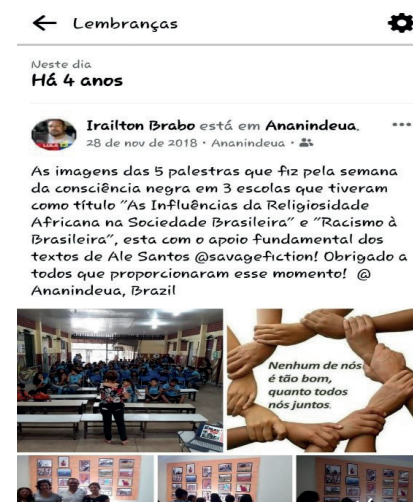 Lembranças
Neste dia
Há 4 anos
Irailton Brabo está em Ananindeua.
28 de nov de 2018 · Ananindeua ·
As imagens das 5 palestras que fiz pela semana
da consciência negra em 3 escolas que tiveram
como título "As Influências da Religiosidade
Africana na Sociedade Brasileira" e "Racismo à
Brasileira", esta com o apoio fundamental dos
textos de Ale Santos @savagefiction! Obrigado a
todos que proporcionaram esse momento! @
Ananindeua, Brazil
Nenhum de nós
é tão bom,
quanto todos
nós juntos.